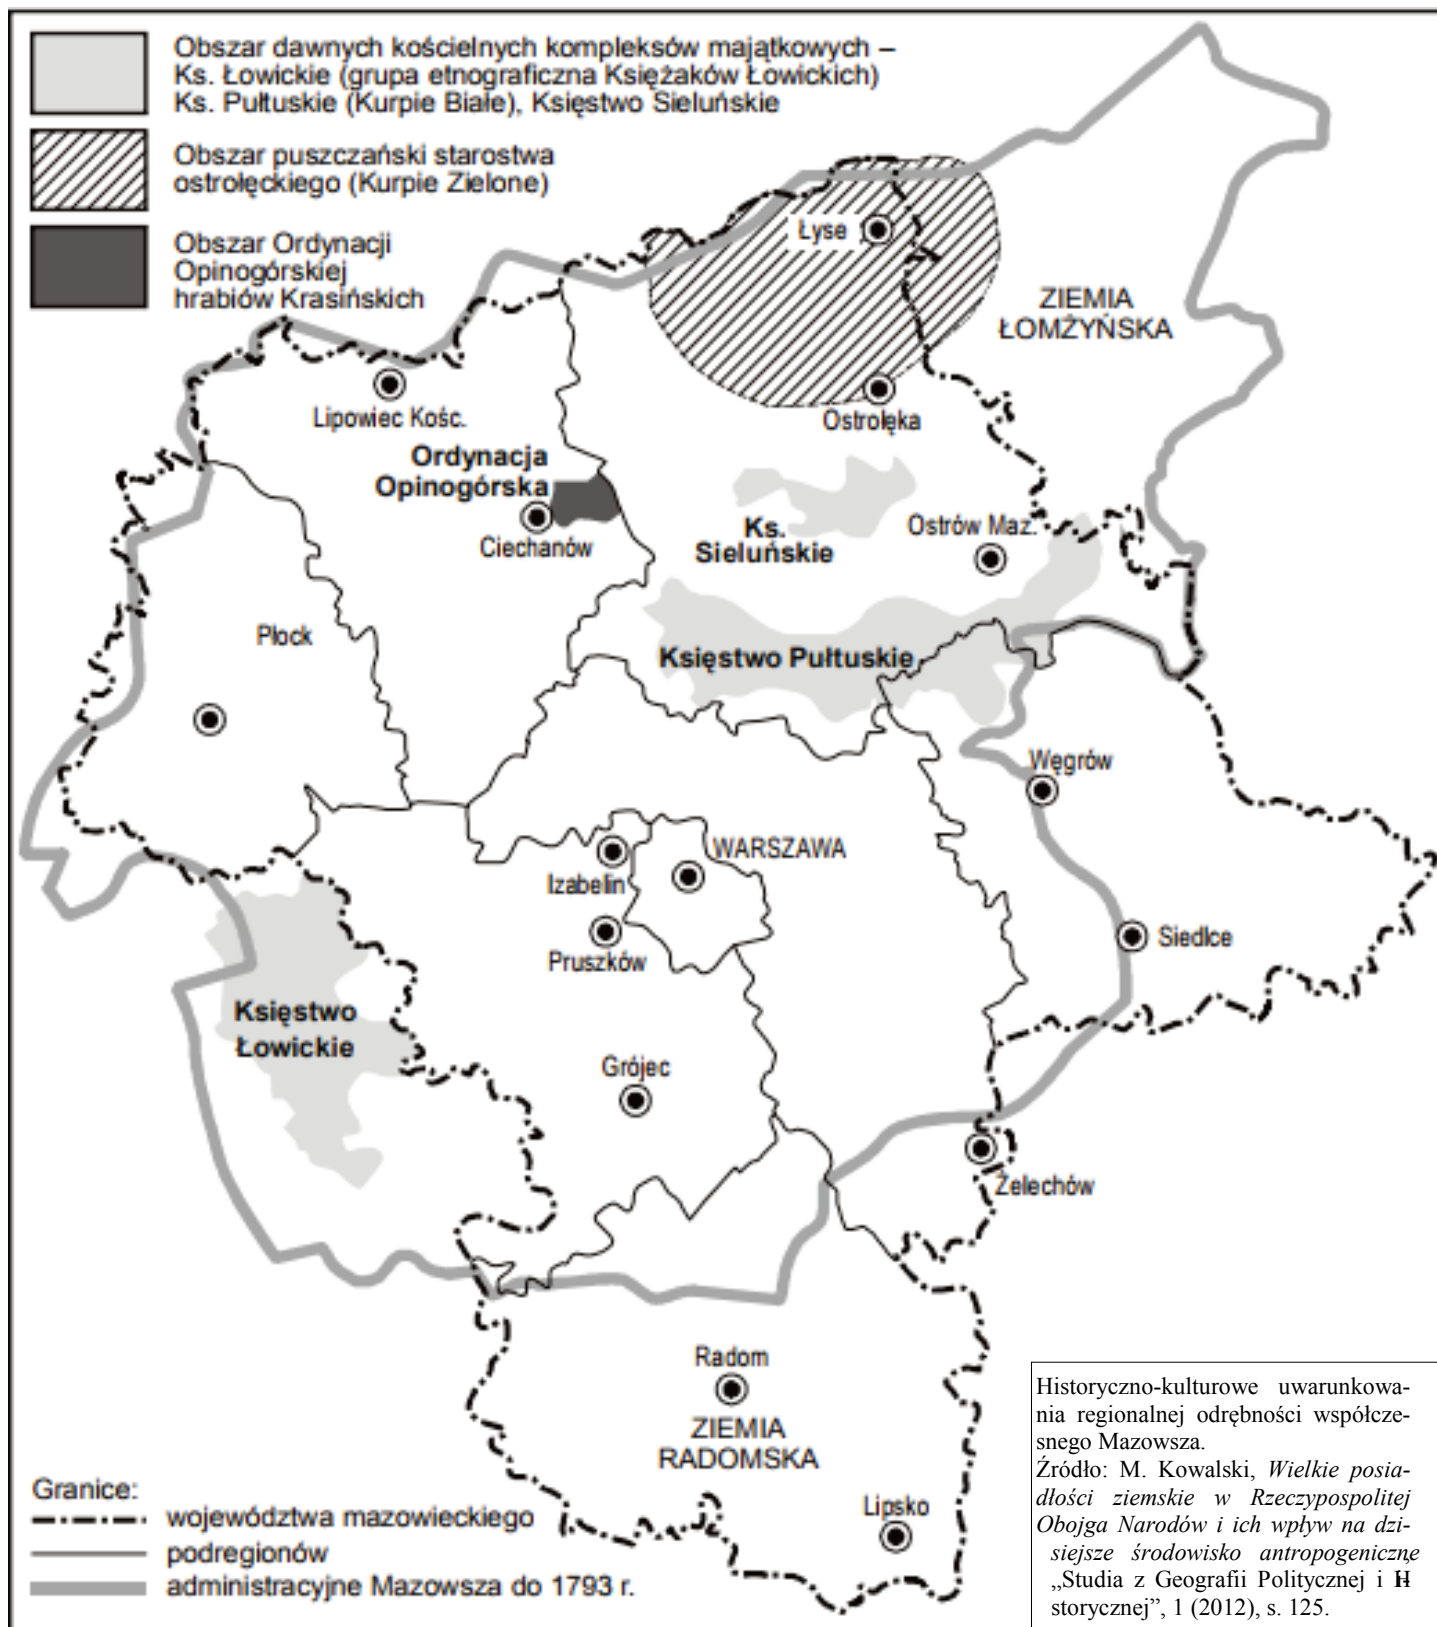 Obszar dawnych kościelnych kompleksów majątkowych –
Ks. Łowickie (grupa etnograficzna Księżaków Łowickich)
Ks. Pułtuskie (Kurpie Białe), Księstwo Sieluńskie
Obszar puszczański starostwa
ostrołęckiego (Kurpie Zielone)
Obszar Ordynacji
Opinogórskiej
hrabiów Krasińskich
Łyse
ZIEMIA
ŁOMŻYŃSKA
Lipowiec Kośc.
Ostrołęka
Ordynacja
Opinogórska
Ciechanów
Ks.
Sieluńskie
Ostrów Maz.
Płock
Księstwo Pułtuskie
Węgrów
WARSZAWA
Izabelin
Pruszków
Siedlce
Księstwo
Łowickie
Grójec
Żelechów
Radom
ZIEMIA
RADOMSKA
Lipsko
Granice:
województwa mazowieckiego
podregionów
administracyjne Mazowsza do 1793 r.
Historyczno-kulturowe uwarunkowa-
nia regionalnej odrębności współcze-
snego Mazowsza.
Źródło: M. Kowalski, Wielkie posia-
dłości ziemskie w Rzeczypospolitej
Obojga Narodów i ich wpływ na dzi-
siejsze środowisko antropogeniczne,
„Studia z Geografii Politycznej i Hi-
storycznej”, 1 (2012), s. 125.